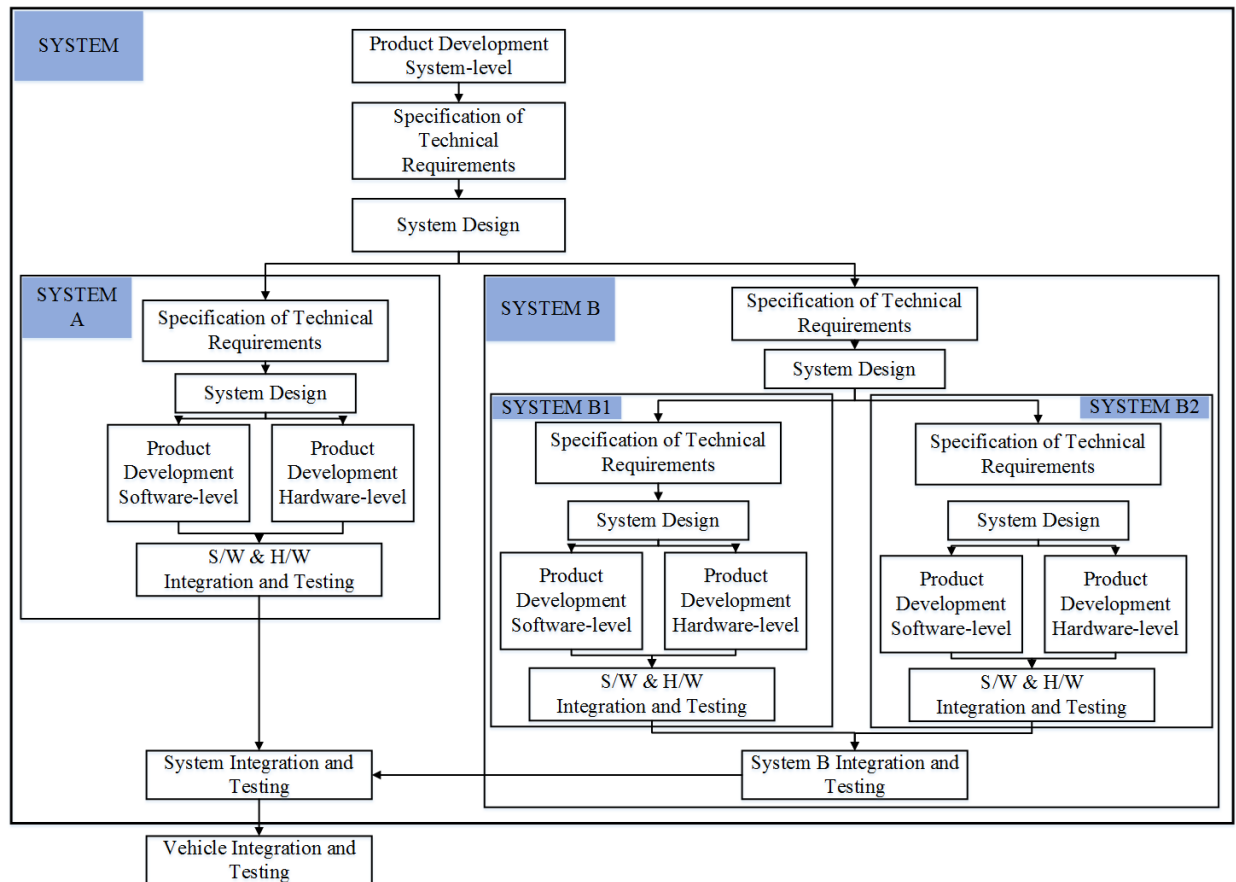 SYSTEM
Product Development
System-level
Specification of
Technical
Requirements
System Design
SYSTEM
A
Specification of Technical
Requirements
System Design
Product
Development
Software-level
Product
Development
Hardware-level
S/W & H/W
Integration and Testing
SYSTEM B
Specification of Technical
Requirements
System Design
SYSTEM B1
Specification of Technical
Requirements
System Design
Product
Development
Software-level
Product
Development
Hardware-level
S/W & H/W
Integration and Testing
SYSTEM B2
Specification of Technical
Requirements
System Design
Product
Development
Software-level
Product
Development
Hardware-level
S/W & H/W
Integration and Testing
System B Integration and
Testing
System Integration and
Testing
Vehicle Integration and
Testing